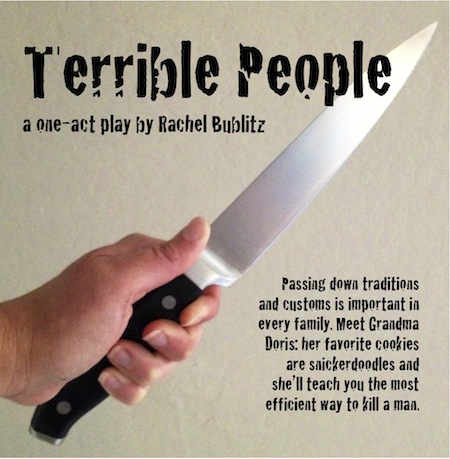 Terrible People
a one-act play by Rachel Bublitz
Passing down traditions
and customs is important in
every family. Meet Grandma
Doris: her favorite cookies
are snickerdoodles and
she'll teach you the most
efficient way to kill a man.